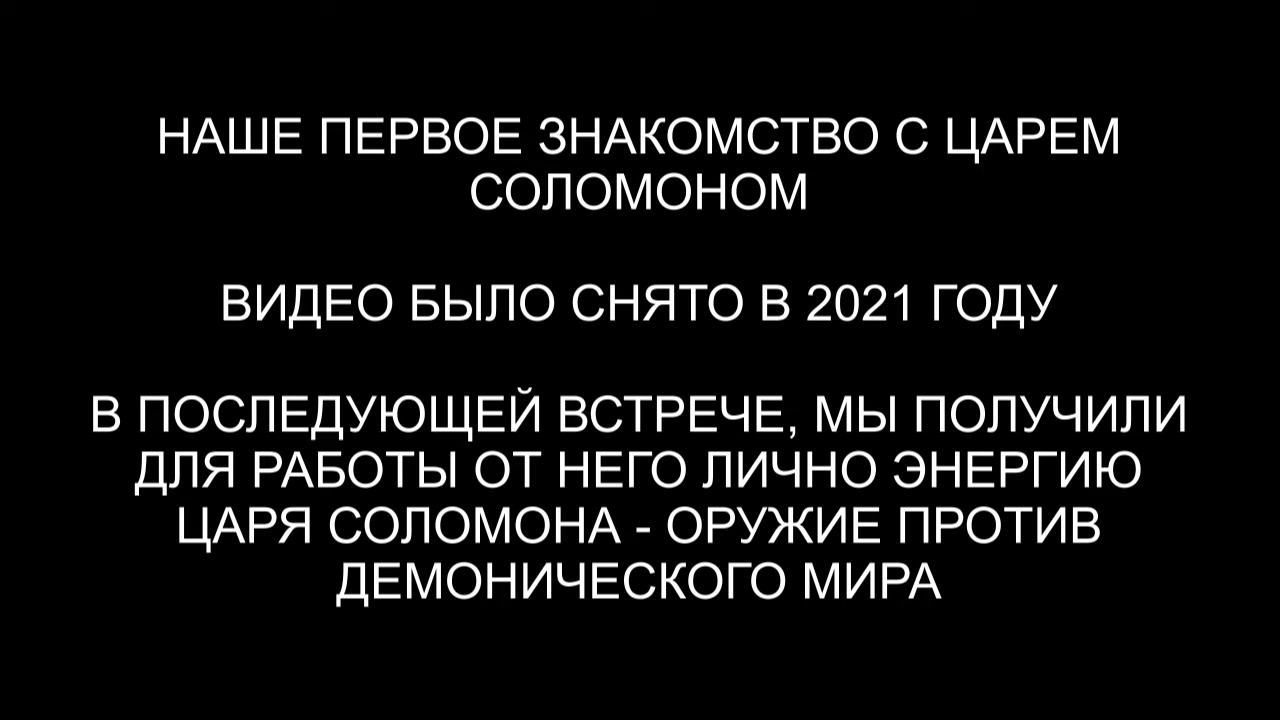 НАШЕ ПЕРВОЕ ЗНАКОМСТВО С ЦАРЕМ
СОЛОМОНОМ
ВИДЕО БЫЛО СНЯТО В 2021 ГОДУ
В ПОСЛЕДУЮЩЕЙ ВСТРЕЧЕ, МЫ ПОЛУЧИЛИ
ДЛЯ РАБОТЫ ОТ НЕГО ЛИЧНО ЭНЕРГИЮ
ЦАРЯ СОЛОМОНА - ОРУЖИЕ ПРОТИВ
ДЕМОНИЧЕСКОГО МИРА